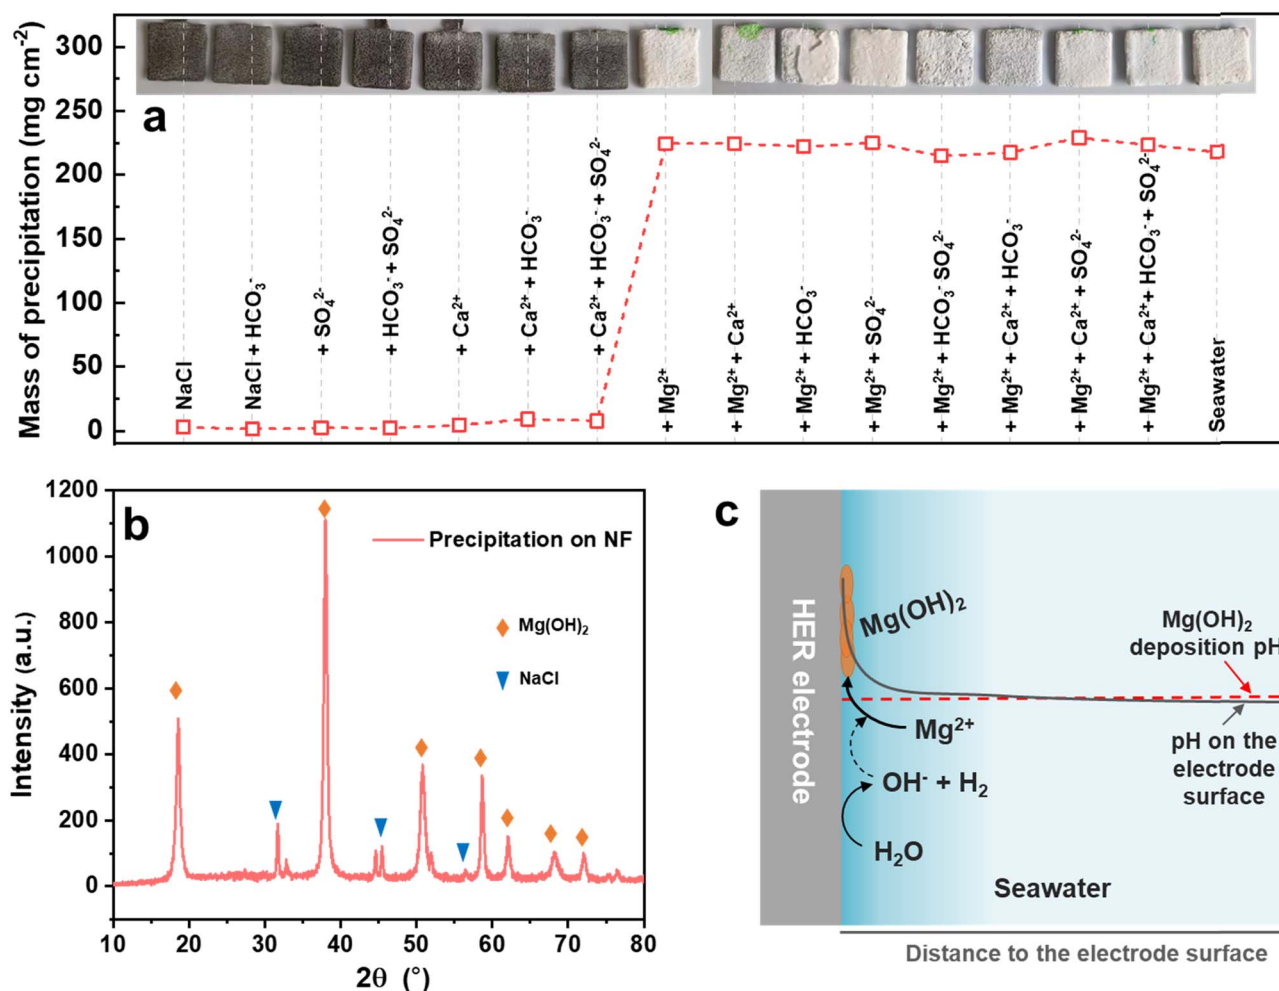 Mass of precipitation (mg cm⁻²)
300
250
200
150
100
50
0
a
NaCl
NaCl + HCO₃⁻
+ SO₄²⁻
+ HCO₃⁻ + SO₄²⁻
+ Ca²⁺
+ Ca²⁺ + HCO₃⁻
+ Ca²⁺ + HCO₃⁻ + SO₄²⁻
+ Mg²⁺
+ Mg²⁺ + Ca²⁺
+ Mg²⁺ + HCO₃⁻
+ Mg²⁺ + SO₄²⁻
+ Mg²⁺ + HCO₃⁻ SO₄²⁻
+ Mg²⁺ + Ca²⁺ + HCO₃⁻
+ Mg²⁺ + Ca²⁺ + SO₄²⁻
+ Mg²⁺ + Ca²⁺+ HCO₃⁻ + SO₄²⁻
Seawater
b
Intensity (a.u.)
1200
1000
800
600
400
200
0
Precipitation on NF
Mg(OH)₂
NaCl
10 20 30 40 50 60 70 80
2θ (°)
c
HER electrode
Mg(OH)₂
Mg(OH)₂
deposition pH
Mg²⁺
pH on the
electrode
surface
OH⁻ + H₂
H₂O
Seawater
Distance to the electrode surface